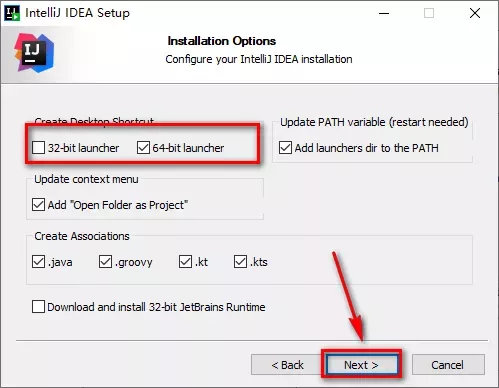 IntelliJ IDEA Setup
IJ
Installation Options
Configure your IntelliJ IDEA installation
Create Desktop Shortcut
32-bit launcher
64-bit launcher
Update PATH variable (restart needed)
Add launchers dir to the PATH
Update context menu
Add "Open Folder as Project"
Create Associations
.java
.groovy
.kt
.kts
Download and install 32-bit JetBrains Runtime
< Back
Next >
Cancel